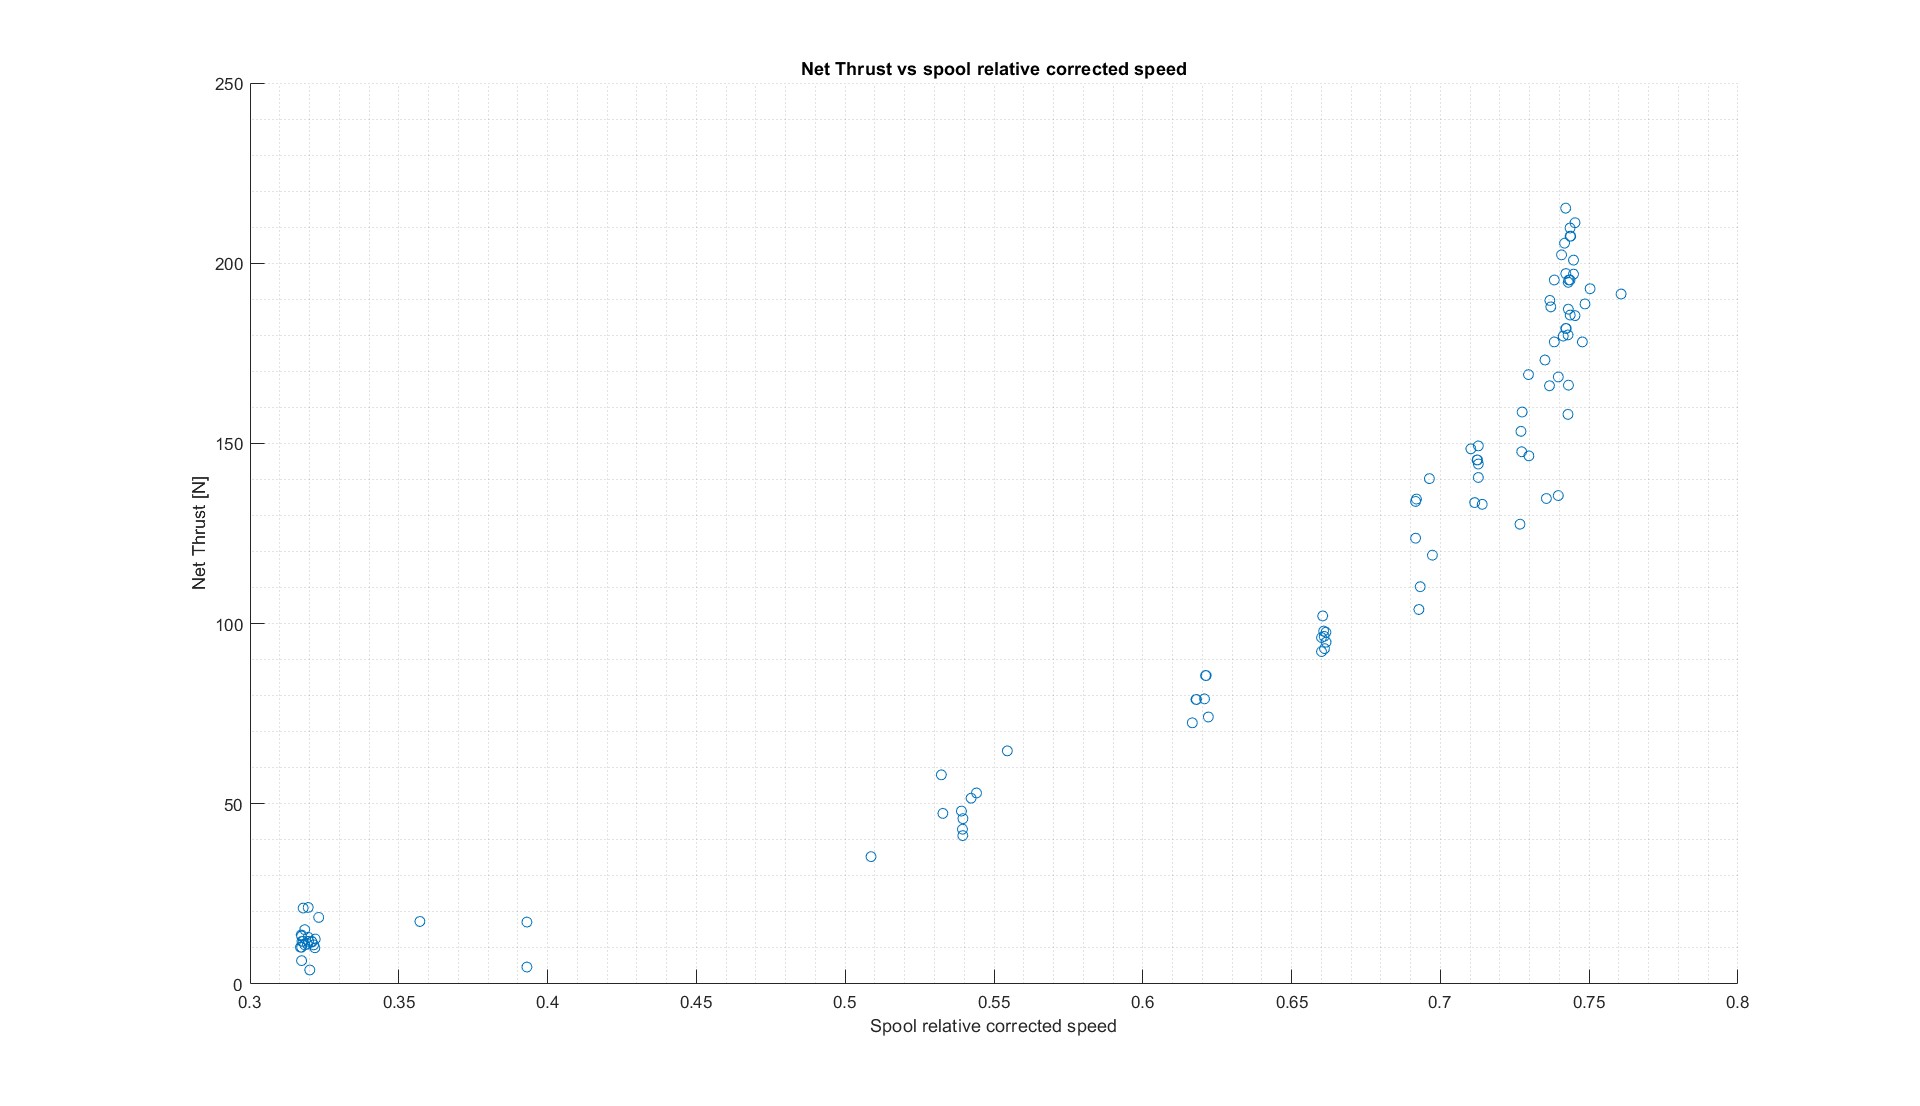 Net Thrust vs spool relative corrected speed
250
200
150
100
50
0
Net Thrust [N]
0.3 0.35 0.4 0.45 0.5 0.55 0.6 0.65 0.7 0.75 0.8
Spool relative corrected speed